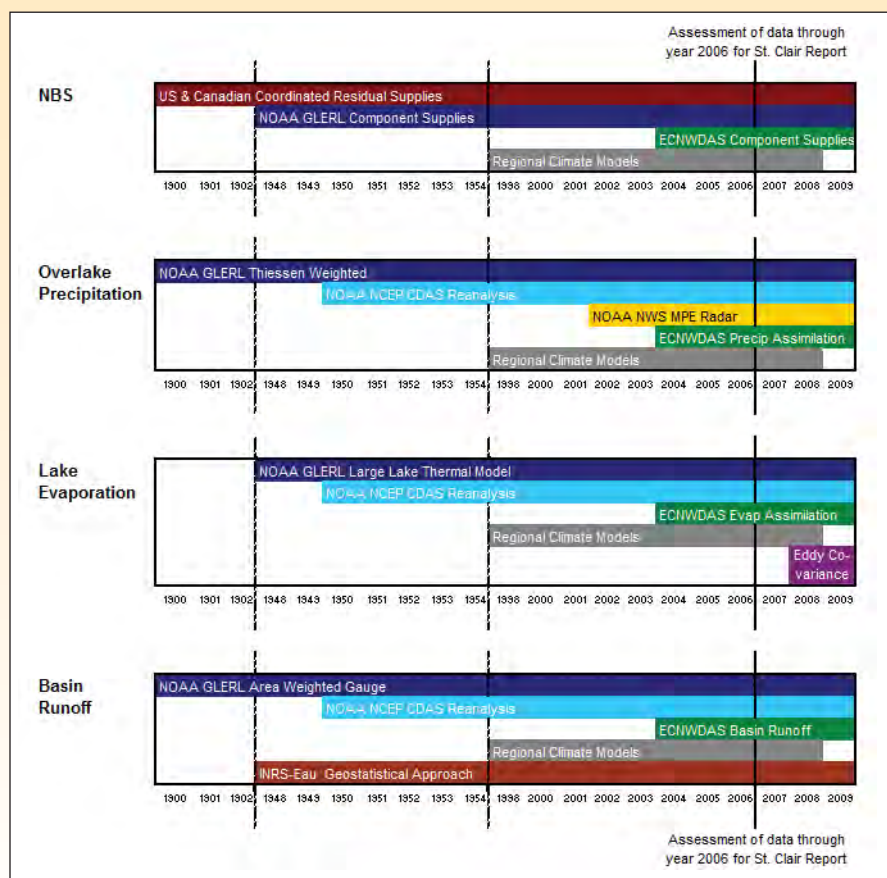 Assessment of data through
year 2006 for St. Clair Report
NBS
US & Canadian Coordinated Residual Supplies
NOAA GLERL Component Supplies
ECNWDAS Component Supplies
Regional Climate Models
1900 1901 1902 1948 1949 1950 1951 1952 1953 1954 1998 2000 2001 2002 2003 2004 2005 2006 2007 2008 2009
Overlake
Precipitation
NOAA GLERL Thiessen Weighted
NOAA NCEP CDAS Reanalysis
NOAA NWS MPE Radar
ECNWDAS Precip Assimilation
Regional Climate Models
1900 1901 1902 1948 1949 1950 1951 1952 1953 1954 1998 2000 2001 2002 2003 2004 2005 2006 2007 2008 2009
Lake
Evaporation
NOAA GLERL Large Lake Thermal Model
NOAA NCEP CDAS Reanalysis
ECNWDAS Evap Assimilation
Regional Climate Models
Eddy Co-
variance
1900 1901 1902 1948 1949 1950 1951 1952 1953 1954 1998 2000 2001 2002 2003 2004 2005 2006 2007 2008 2009
Basin
Runoff
NOAA GLERL Area Weighted Gauge
NOAA NCEP CDAS Reanalysis
ECNWDAS Basin Runoff
Regional Climate Models
INRS-Eau Geostatistical Approach
1900 1901 1902 1948 1949 1950 1951 1952 1953 1954 1998 2000 2001 2002 2003 2004 2005 2006 2007 2008 2009
Assessment of data through
year 2006 for St. Clair Report